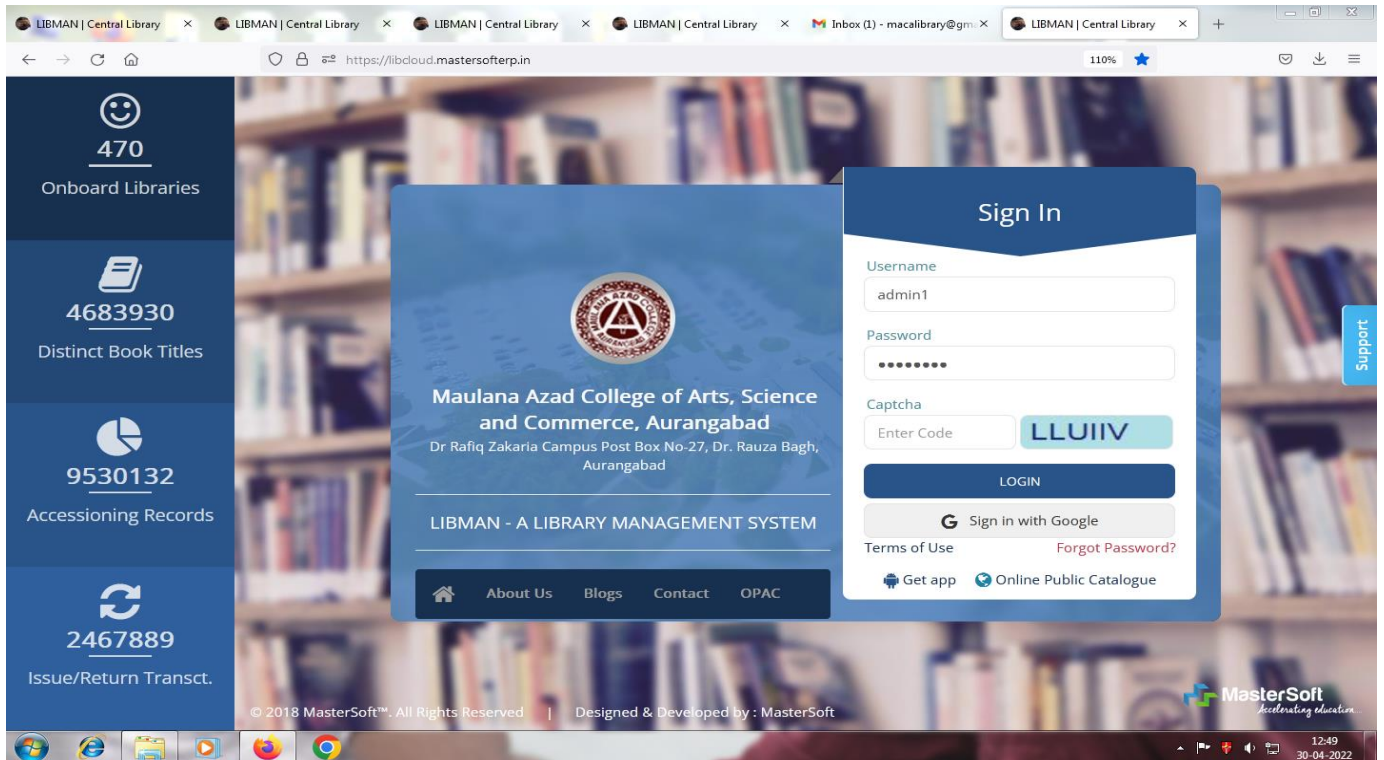 LIBMAN | Central Library
LIBMAN | Central Library
LIBMAN | Central Library
LIBMAN | Central Library
Inbox (1) - macalibrary@gm
LIBMAN | Central Library
https://libcloud.mastersofterp.in
110%
470
Onboard Libraries
4683930
Distinct Book Titles
9530132
Accessioning Records
2467889
Issue/Return Transct.
MAULANA AZAD COLLEGE
AURANGABAD
Maulana Azad College of Arts, Science
and Commerce, Aurangabad
Dr Rafiq Zakaria Campus Post Box No-27, Dr. Rauza Bagh,
Aurangabad
LIBMAN - A LIBRARY MANAGEMENT SYSTEM
About Us Blogs Contact OPAC
Sign In
Username
admin1
Password
Captcha
Enter Code LLUIIV
LOGIN
G Sign in with Google
Terms of Use Forgot Password?
Get app Online Public Catalogue
Support
© 2018 MasterSoft™. All Rights Reserved | Designed & Developed by : MasterSoft
MasterSoft
Accelerating education...
12:49
30-04-2022